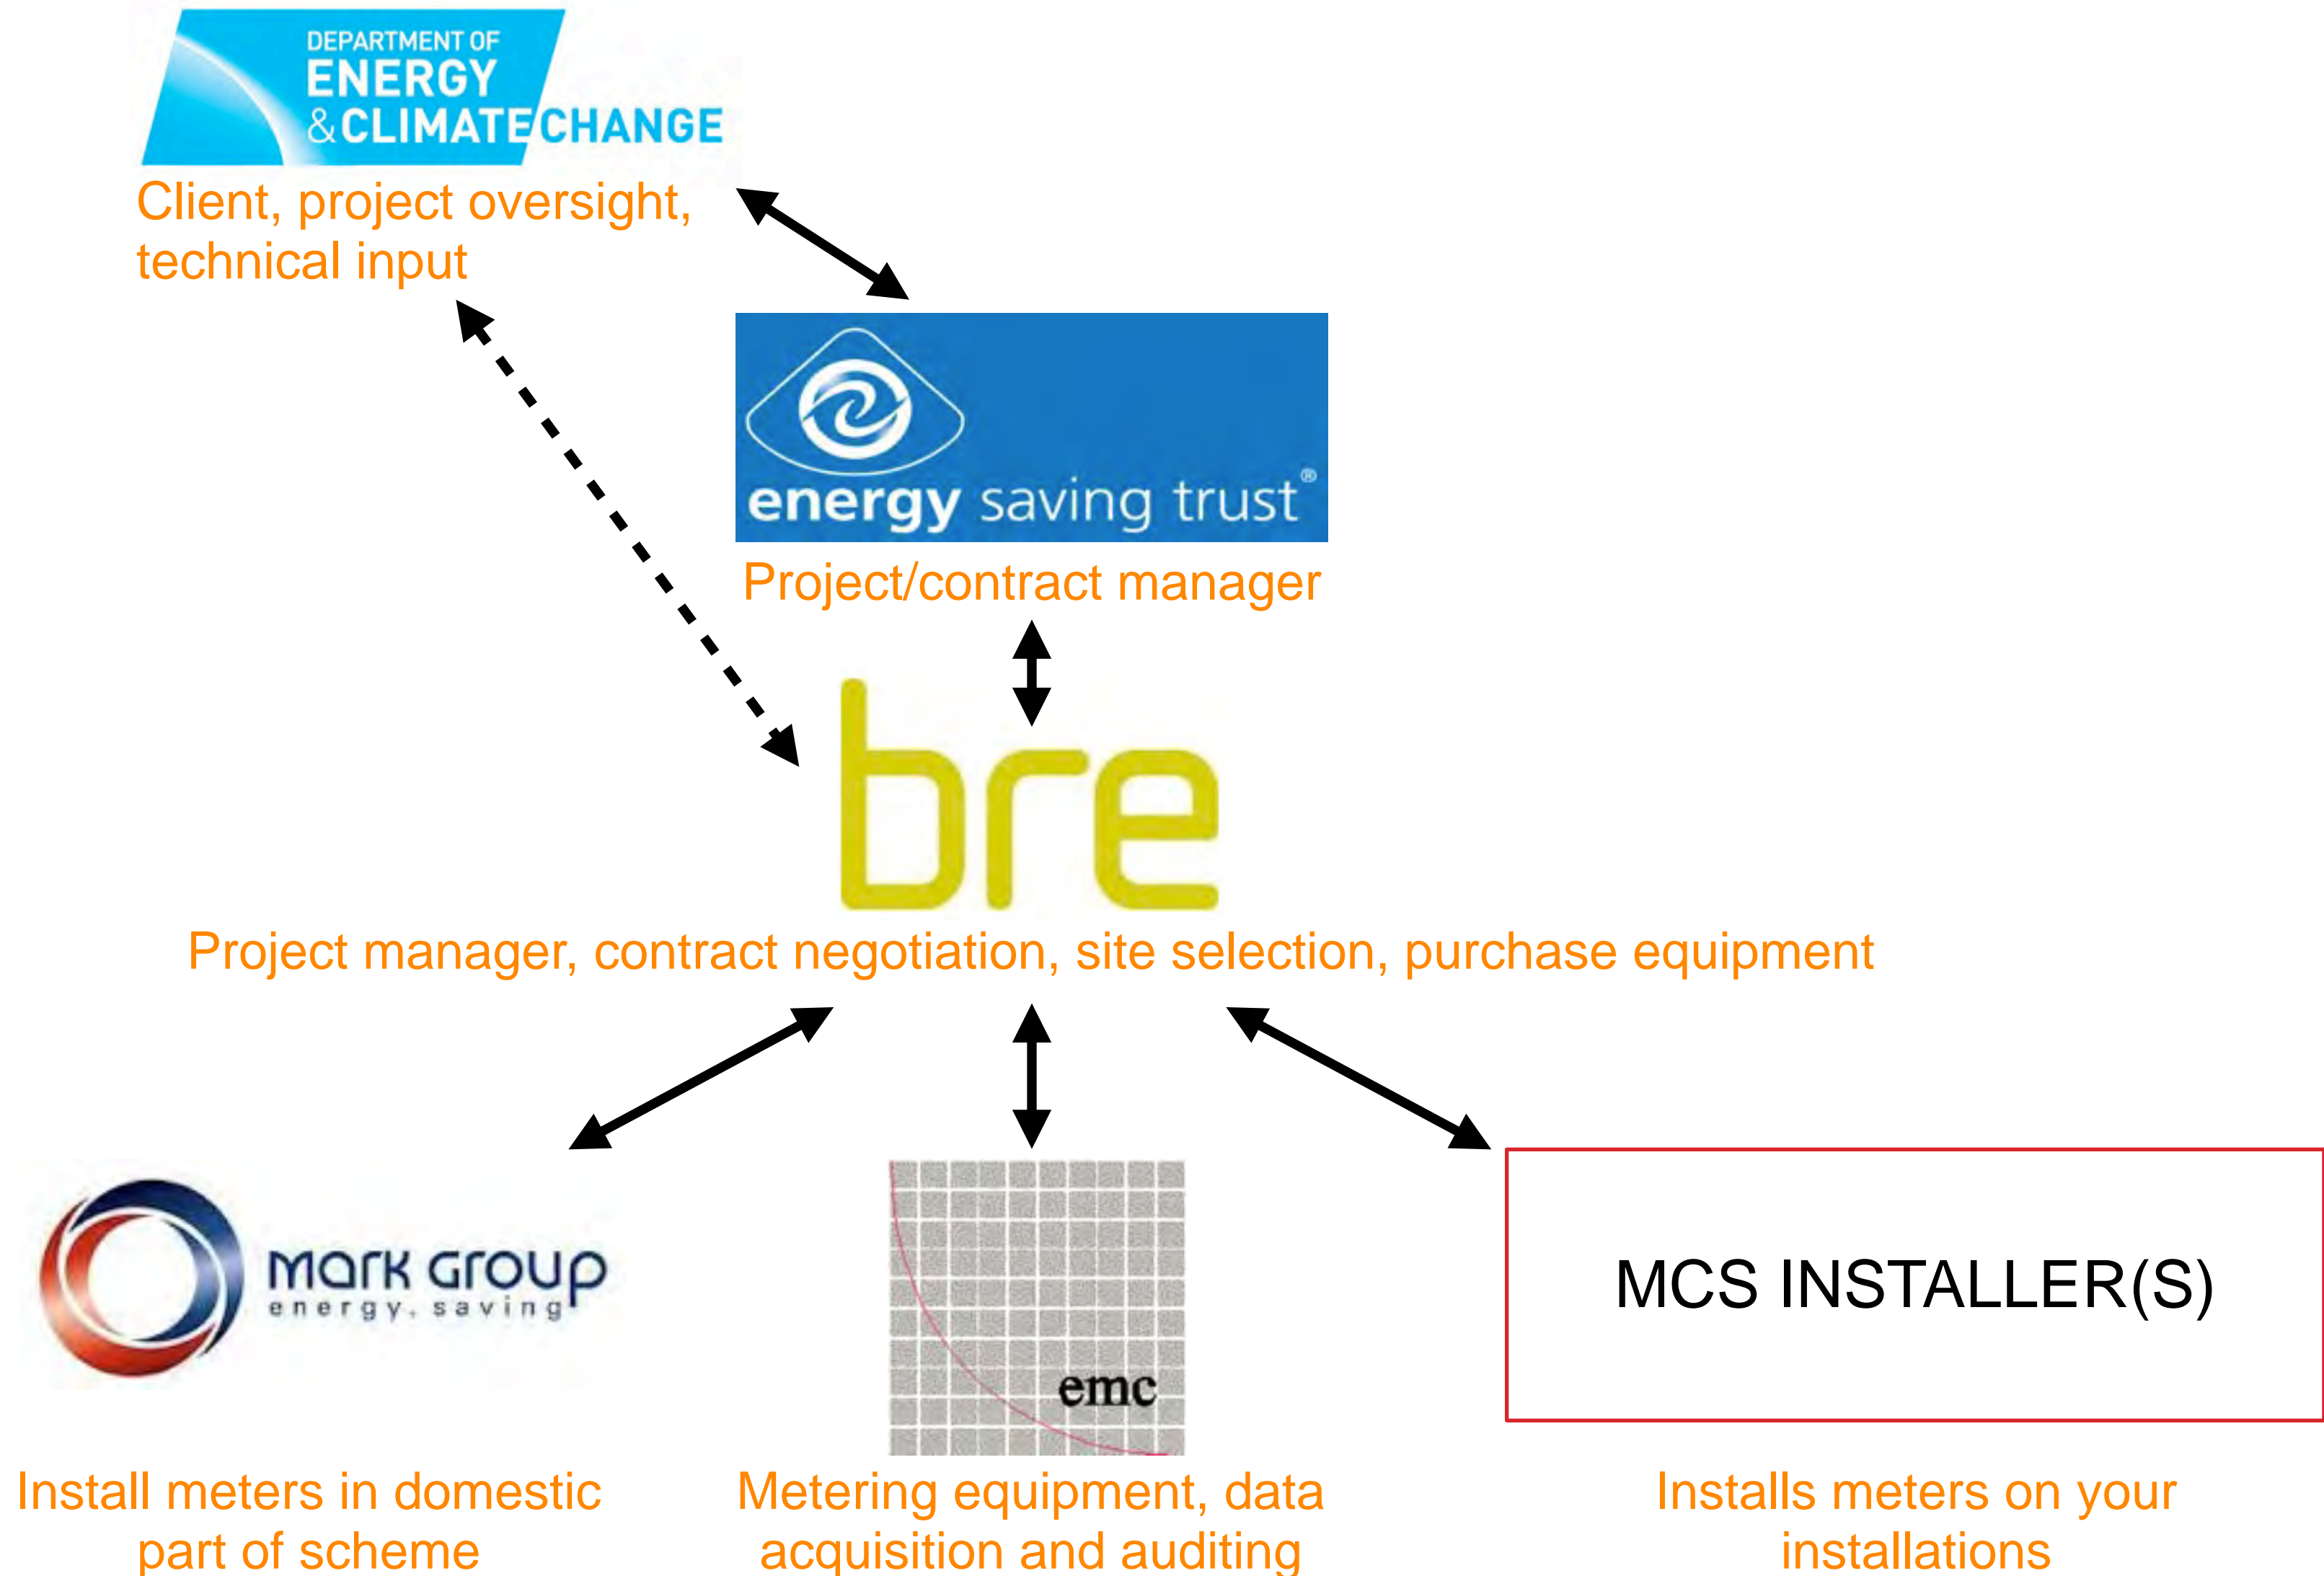 DEPARTMENT OF
ENERGY
& CLIMATE CHANGE
Client, project oversight,
technical input
energy saving trust®
Project/contract manager
bre
Project manager, contract negotiation, site selection, purchase equipment
mark group
energy. saving
emc
MCS INSTALLER(S)
Install meters in domestic
part of scheme
Metering equipment, data
acquisition and auditing
Installs meters on your
installations